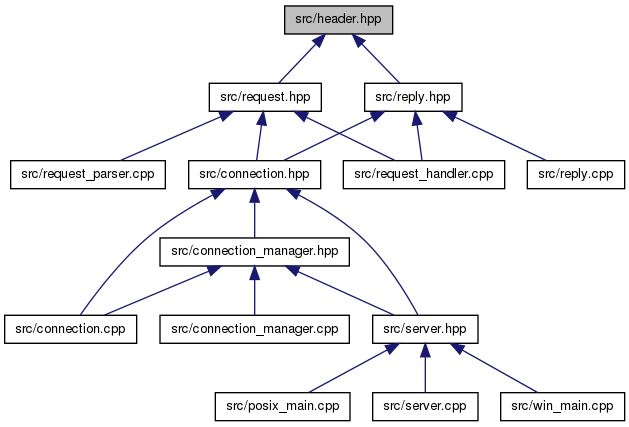 src/header.hpp
src/request.hpp
src/reply.hpp
src/request_parser.cpp
src/connection.hpp
src/request_handler.cpp
src/reply.cpp
src/connection_manager.hpp
src/connection.cpp
src/connection_manager.cpp
src/server.hpp
src/posix_main.cpp
src/server.cpp
src/win_main.cpp